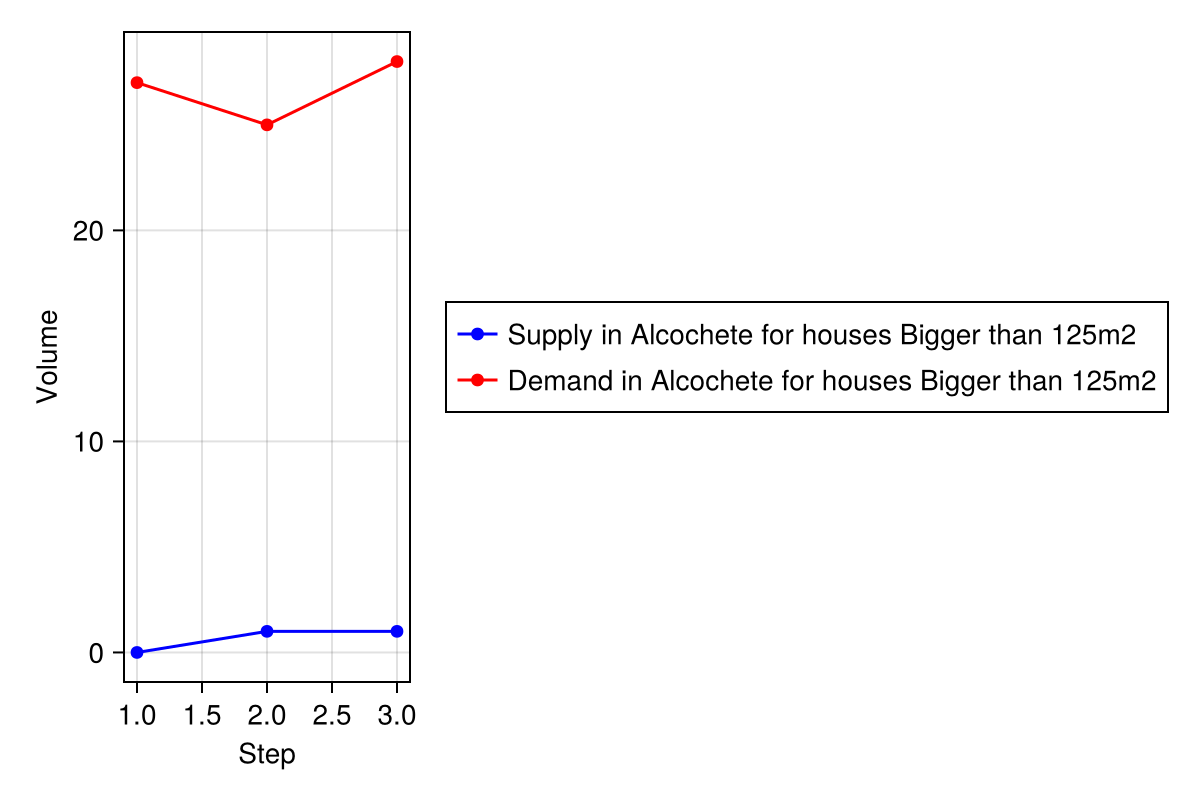 Volume
20
10
0
1.0 1.5 2.0 2.5 3.0
Step
Supply in Alcochete for houses Bigger than 125m2
Demand in Alcochete for houses Bigger than 125m2